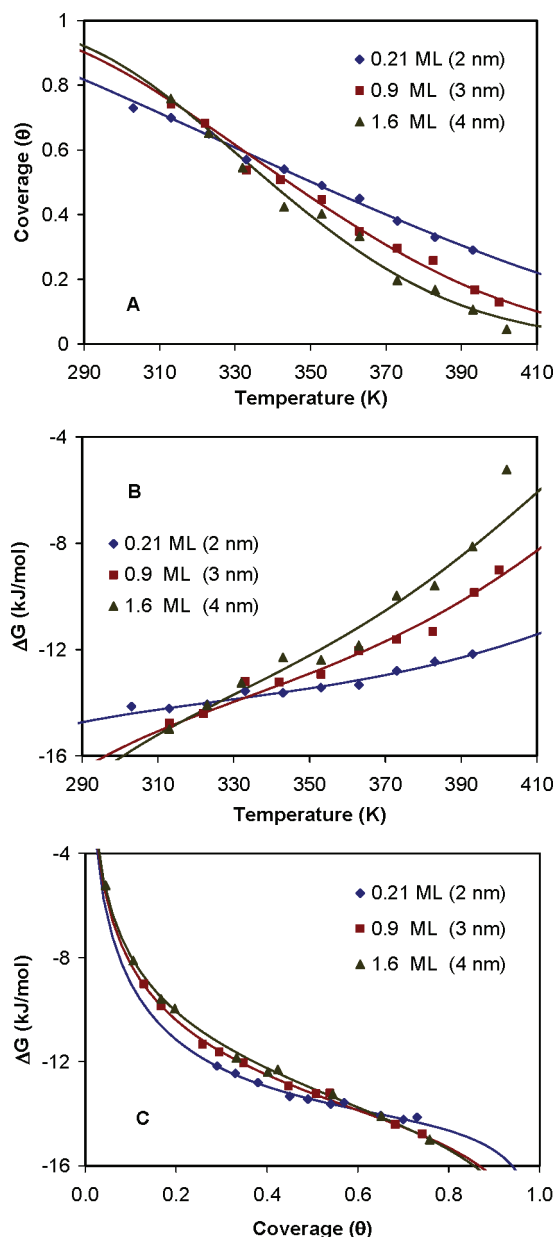 1
0.8
0.6
0.4
0.2
0
Coverage (θ)
0.21 ML (2 nm)
0.9 ML (3 nm)
1.6 ML (4 nm)
A
290 310 330 350 370 390 410
Temperature (K)
-4
-8
-12
-16
ΔG (kJ/mol)
B
0.21 ML (2 nm)
0.9 ML (3 nm)
1.6 ML (4 nm)
290 310 330 350 370 390 410
Temperature (K)
-4
-8
-12
-16
ΔG (kJ/mol)
0.21 ML (2 nm)
0.9 ML (3 nm)
1.6 ML (4 nm)
C
0.0 0.2 0.4 0.6 0.8 1.0
Coverage (θ)